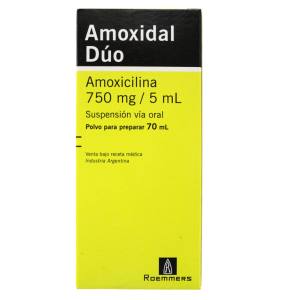 Amoxidal
Dúo
Amoxicilina
750 mg / 5 mL
Suspensión vía oral
Polvo para preparar 70 mL
Venta bajo receta médica
Industria Argentina
ROEMMERS